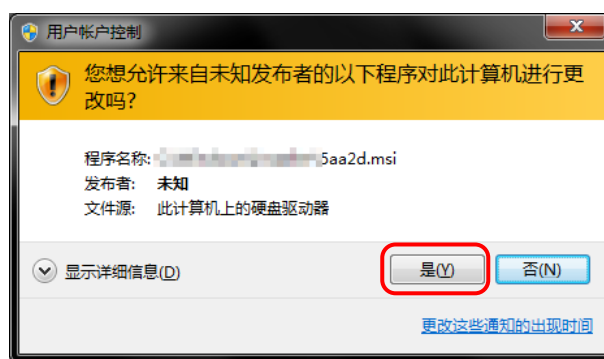 用户帐户控制
您想允许来自未知发布者的以下程序对此计算机进行更
改吗?
程序名称: 5aa2d.msi
发布者: 未知
文件源: 此计算机上的硬盘驱动器
显示详细信息(D)
是(Y)
否(N)
更改这些通知的出现时间